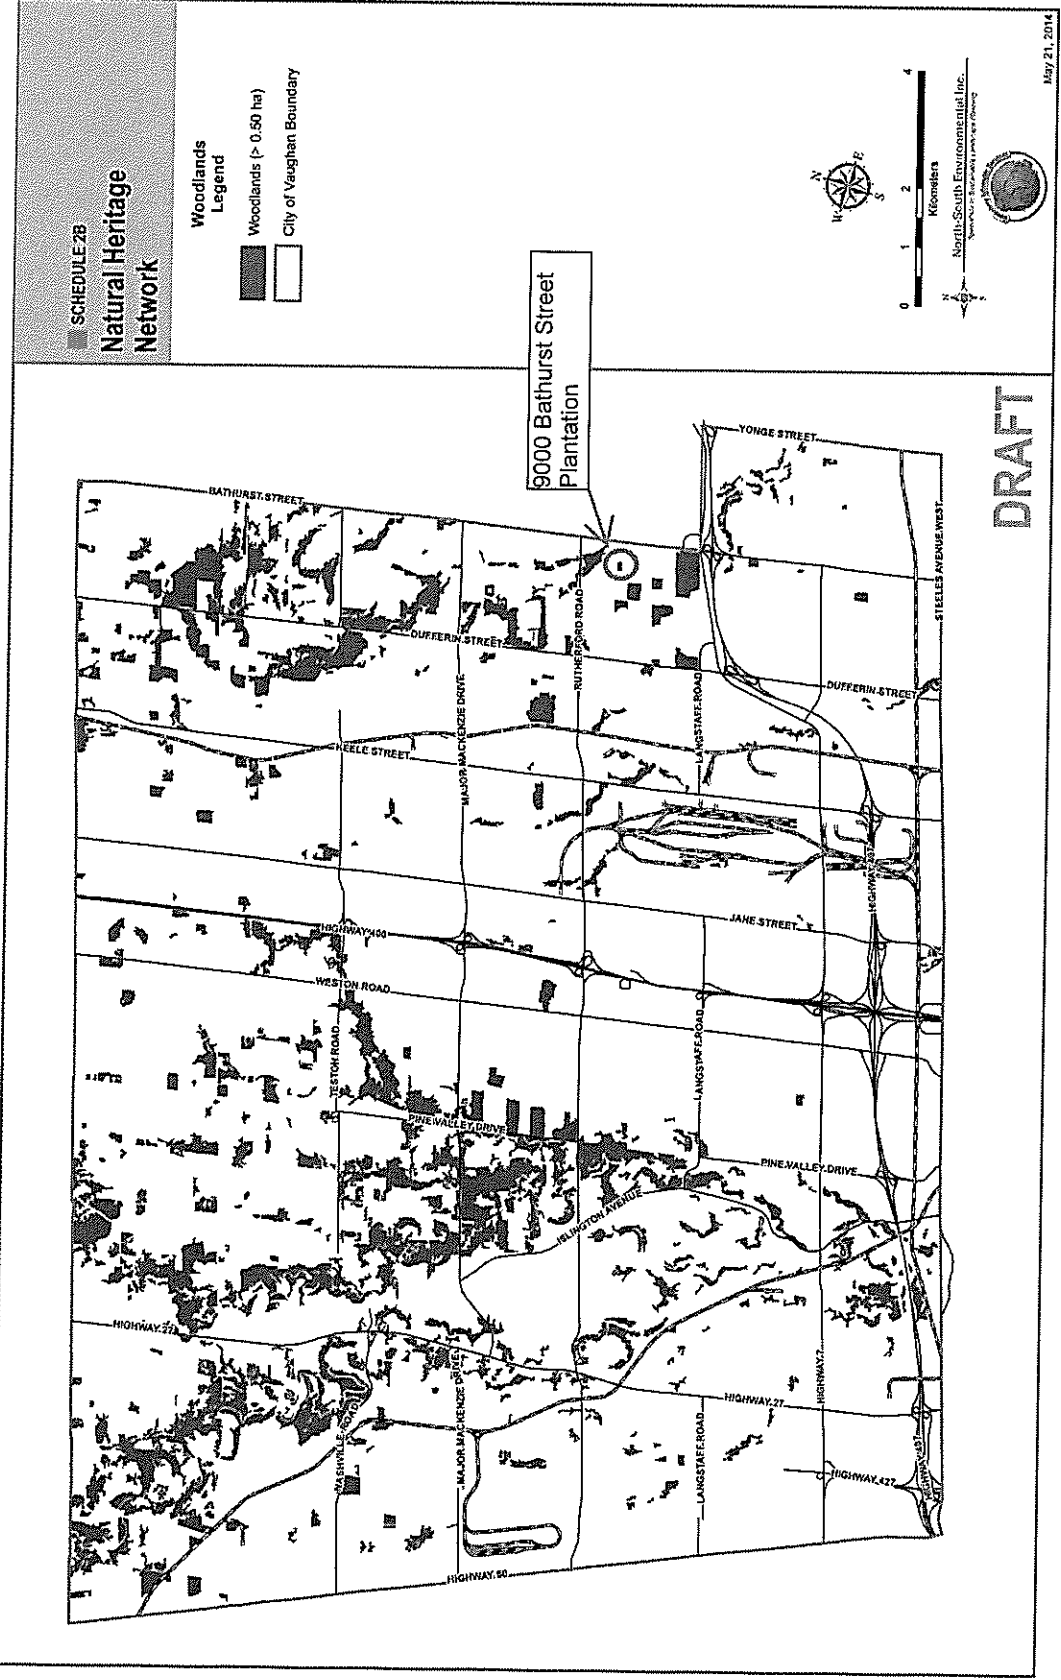 SCHEDULE 2B
Natural Heritage
Network
Woodlands
Legend
Woodlands (> 0.50 ha)
City of Vaughan Boundary
9000 Bathurst Street
Plantation
N
W
E
S
0 1 2 4
Kilometers
North-South Environmental Inc.
N
S
May 21, 2014
DRAFT
BATHURST STREET
YONGE STREET
DUFFERIN STREET
DUFFERIN STREET
RUTHERFORD ROAD
LANGSTAFF ROAD
STEELES AVENUE WEST
KEELE STREET
MAJOR MACKENZIE DRIVE
JANE STREET
HIGHWAY 400
HIGHWAY 407
WESTON ROAD
TESTON ROAD
LANGSTAFF ROAD
PINE VALLEY DRIVE
PINE VALLEY DRIVE
ISLINGTON AVENUE
HIGHWAY 27
HIGHWAY 27
HIGHWAY 7
NASHVILLE ROAD
MAJOR MACKENZIE DRIVE
LANGSTAFF ROAD
HIGHWAY 427
HIGHWAY 407
HIGHWAY 50